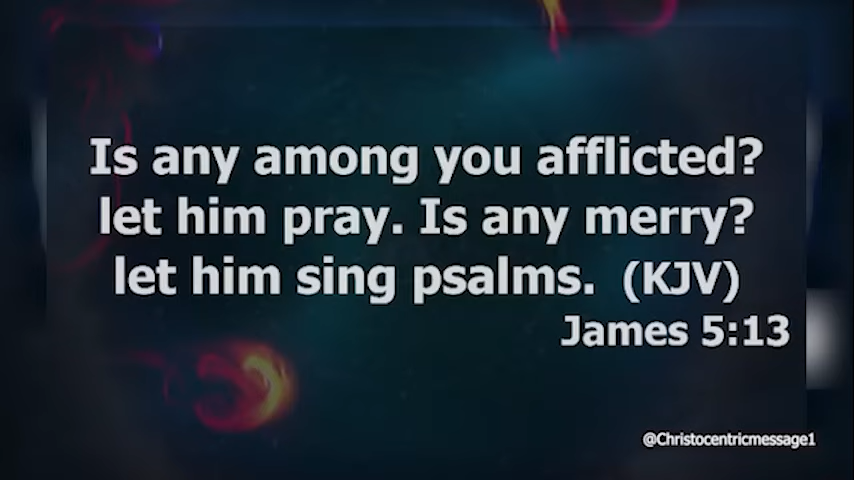 Is any among you afflicted?
let him pray. Is any merry?
let him sing psalms. (KJV)
James 5:13
@Christocentricmessage1